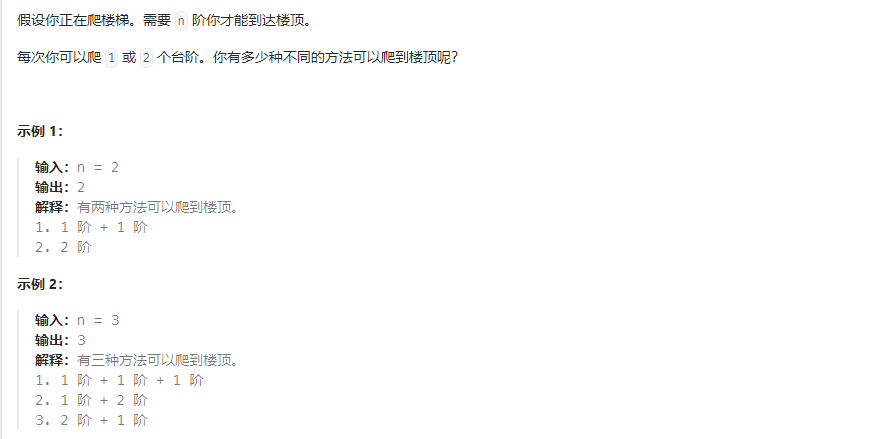 假设你正在爬楼梯。需要 n 阶你才能到达楼顶。
每次你可以爬 1 或 2 个台阶。你有多少种不同的方法可以爬到楼顶呢？
示例 1：
输入：n = 2
输出：2
解释：有两种方法可以爬到楼顶。
1. 1 阶 + 1 阶
2. 2 阶
示例 2：
输入：n = 3
输出：3
解释：有三种方法可以爬到楼顶。
1. 1 阶 + 1 阶 + 1 阶
2. 1 阶 + 2 阶
3. 2 阶 + 1 阶